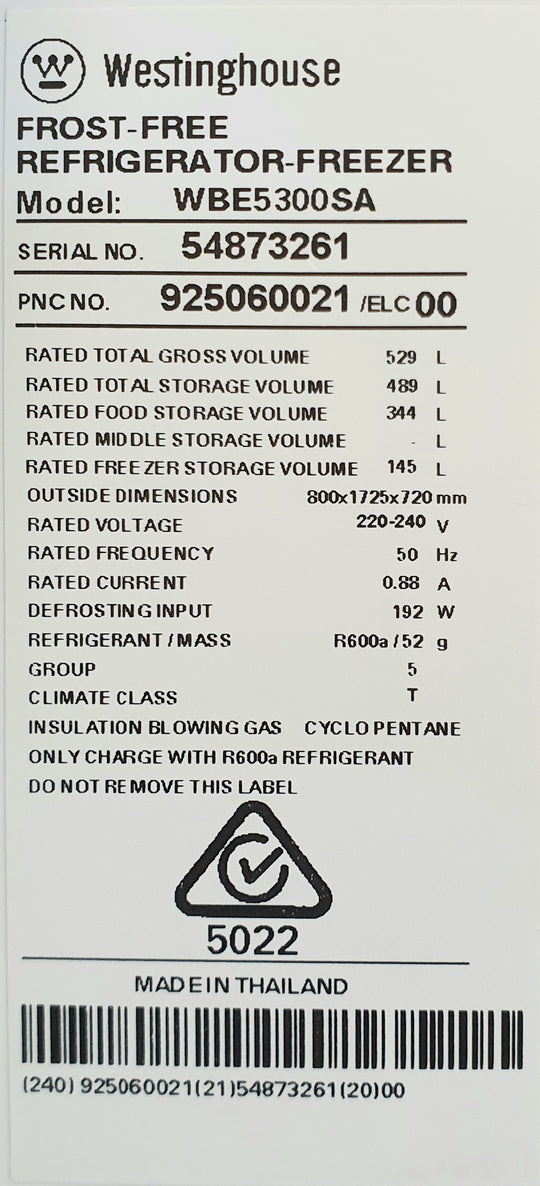 W Westinghouse
FROST-FREE
REFRIGERATOR-FREEZER
Model: WBE5300SA
SERIAL NO. 54873261
PNC NO. 925060021 /ELC 00
RATED TOTAL GROSS VOLUME 529 L
RATED TOTAL STORAGE VOLUME 489 L
RATED FOOD STORAGE VOLUME 344 L
RATED MIDDLE STORAGE VOLUME - L
RATED FREEZER STORAGE VOLUME 145 L
OUTSIDE DIMENSIONS 800x1725x720 mm
RATED VOLTAGE 220-240 V
RATED FREQUENCY 50 Hz
RATED CURRENT 0.88 A
DEFROSTING INPUT 192 W
REFRIGERANT / MASS R600a / 52 g
GROUP 5
CLIMATE CLASS T
INSULATION BLOWING GAS CYCLO PENTANE
ONLY CHARGE WITH R600a REFRIGERANT
DO NOT REMOVE THIS LABEL
5022
MADE IN THAILAND
(240) 925060021(21)54873261(20)00